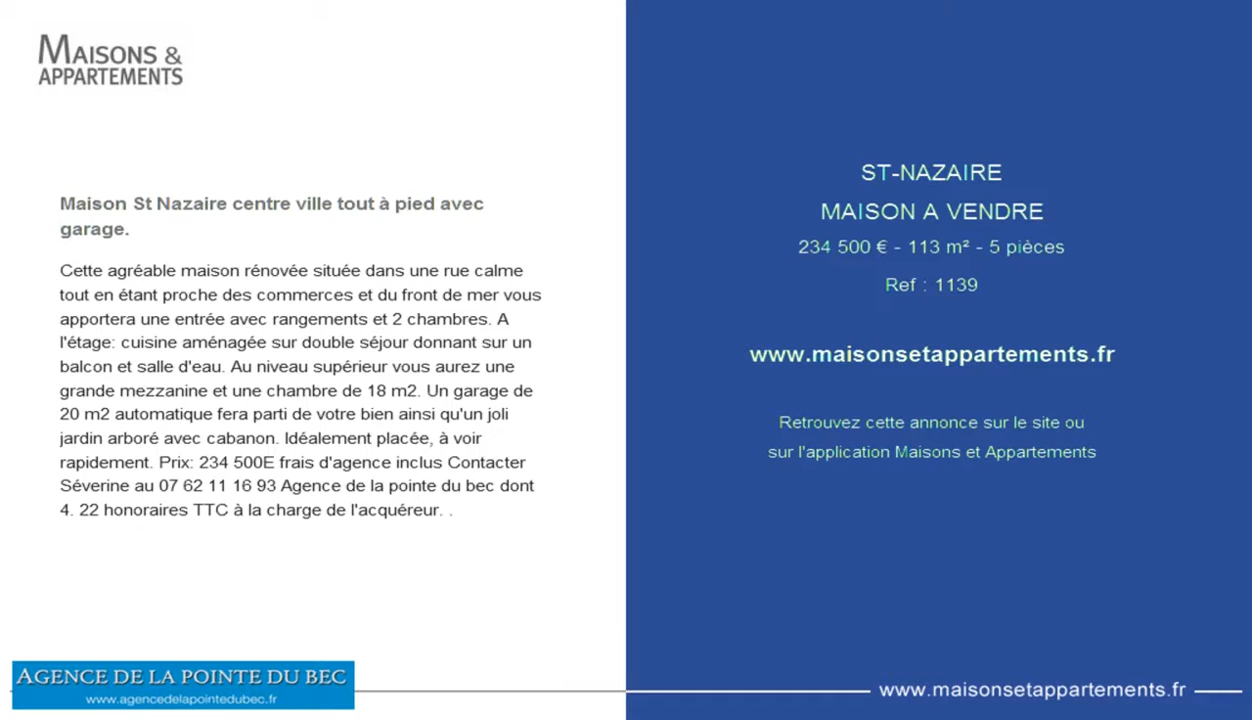 MAISONS &
APPARTEMENTS
Maison St Nazaire centre ville tout à pied avec
garage.
Cette agréable maison rénovée située dans une rue calme
tout en étant proche des commerces et du front de mer vous
apportera une entrée avec rangements et 2 chambres. A
l'étage: cuisine aménagée sur double séjour donnant sur un
balcon et salle d'eau. Au niveau supérieur vous aurez une
grande mezzanine et une chambre de 18 m2. Un garage de
20 m2 automatique fera parti de votre bien ainsi qu'un joli
jardin arboré avec cabanon. Idéalement placée, à voir
rapidement. Prix: 234 500E frais d'agence inclus Contacter
Séverine au 07 62 11 16 93 Agence de la pointe du bec dont
4. 22 honoraires TTC à la charge de l'acquéreur. .
AGENCE DE LA POINTE DU BEC
www.agencedelapointedubec.fr
ST-NAZAIRE
MAISON A VENDRE
234 500 € - 113 m² - 5 pièces
Ref : 1139
www.maisonsetappartements.fr
Retrouvez cette annonce sur le site ou
sur l'application Maisons et Appartements
www.maisonsetappartements.fr